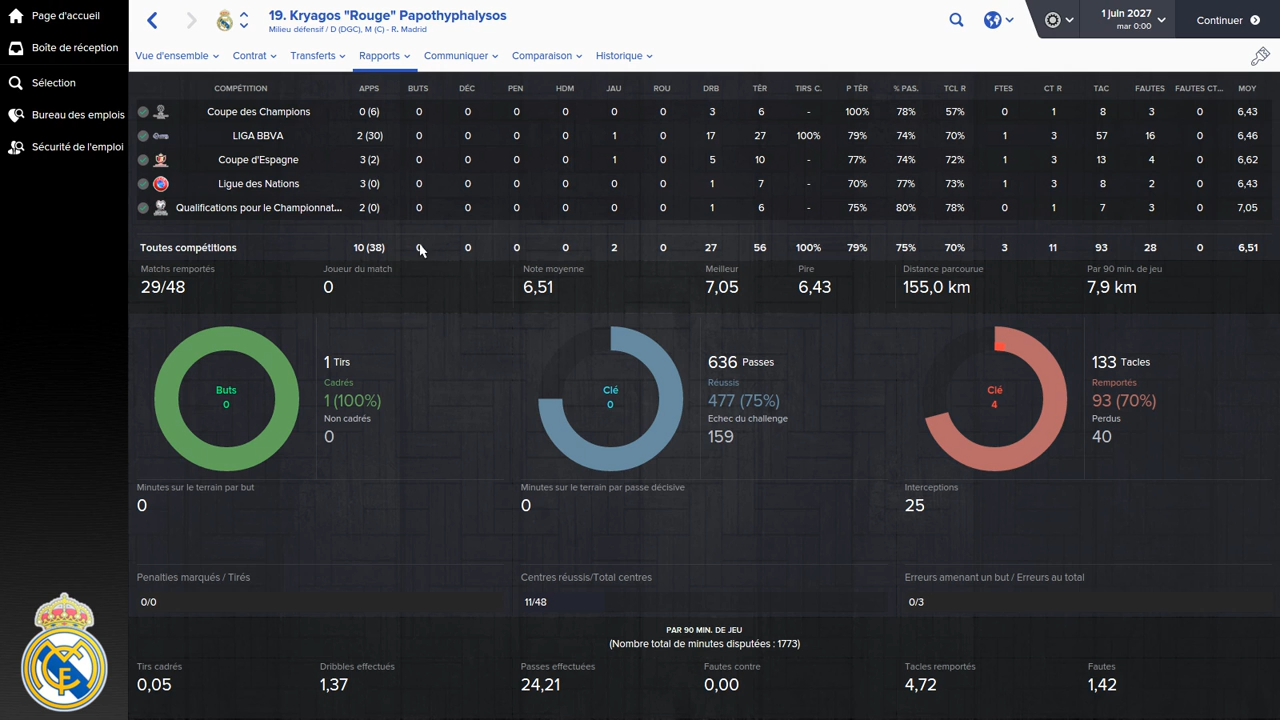 Page d'accueil
Boîte de réception
Sélection
Bureau des emplois
Sécurité de l'emploi
19. Kryagos "Rouge" Papothyphalysos
Milieu défensif / D (DGC), M (C) - R. Madrid
1 juin 2027
mar 0:00
Continuer
Vue d'ensemble Contrat Transferts Rapports Communiquer Comparaison Historique
COMPÉTITION APPS BUTS DÉC PEN HDM JAU ROU DRB TÊR TIRS C. P TÊR % PAS. TCL R FTES CT R TAC FAUTES FAUTES CT... MOY
Coupe des Champions 0 (6) 0 0 0 0 0 0 3 6 - 100% 78% 57% 0 1 8 3 0 6,43
LIGA BBVA 2 (30) 0 0 0 0 1 0 17 27 100% 79% 74% 70% 1 3 57 16 0 6,46
Coupe d'Espagne 3 (2) 0 0 0 0 1 0 5 10 - 77% 74% 72% 1 3 13 4 0 6,62
Ligue des Nations 3 (0) 0 0 0 0 0 0 1 7 - 70% 77% 73% 1 3 8 2 0 6,43
Qualifications pour le Championnat... 2 (0) 0 0 0 0 0 0 1 6 - 75% 80% 78% 0 1 7 3 0 7,05
Toutes compétitions 10 (38) 0 0 0 0 2 0 27 56 100% 79% 75% 70% 3 11 93 28 0 6,51
Matchs remportés Joueur du match Note moyenne Meilleur Pire Distance parcourue Par 90 min. de jeu
29/48 0 6,51 7,05 6,43 155,0 km 7,9 km
Buts
0
1 Tirs
Cadrés
1 (100%)
Non cadrés
0
Clé
0
636 Passes
Réussis
477 (75%)
Echec du challenge
159
Clé
4
133 Tacles
Remportés
93 (70%)
Perdus
40
Minutes sur le terrain par but Minutes sur le terrain par passe décisive Interceptions
0 0 25
Penalties marqués / Tirés Centres réussis/Total centres Erreurs amenant un but / Erreurs au total
0/0 11/48 0/3
PAR 90 MIN. DE JEU
(Nombre total de minutes disputées : 1773)
Tirs cadrés Dribbles effectués Passes effectuées Fautes contre Tacles remportés Fautes
0,05 1,37 24,21 0,00 4,72 1,42